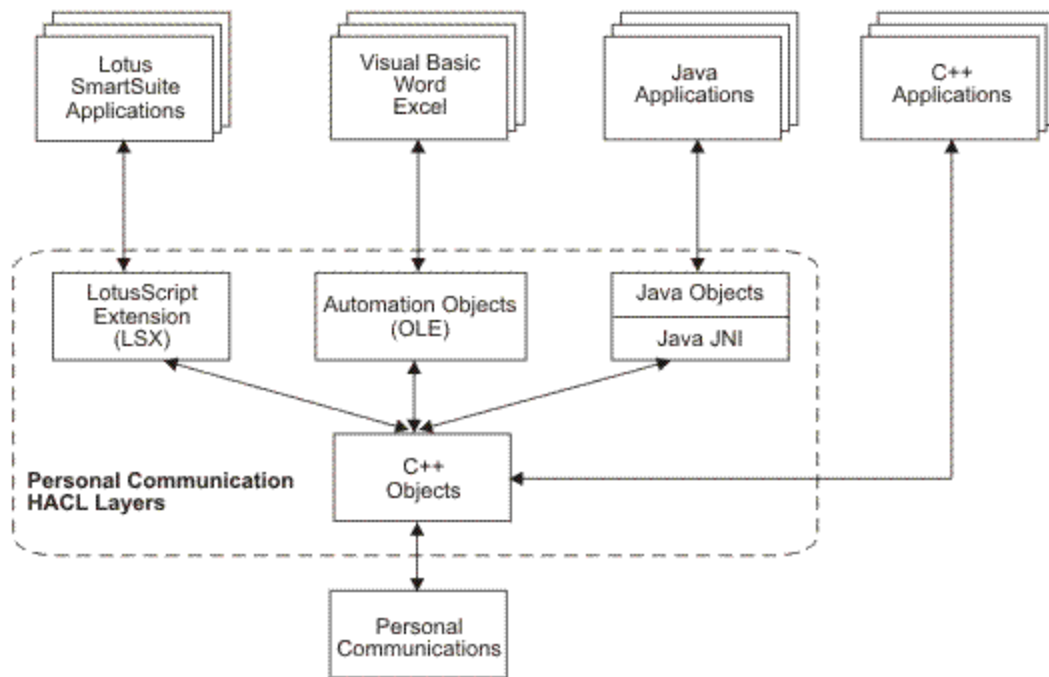 Lotus
SmartSuite
Applications
Visual Basic
Word
Excel
Java
Applications
C++
Applications
LotusScript
Extension
(LSX)
Automation Objects
(OLE)
Java Objects
Java JNI
Personal Communication
HACL Layers
C++
Objects
Personal
Communications